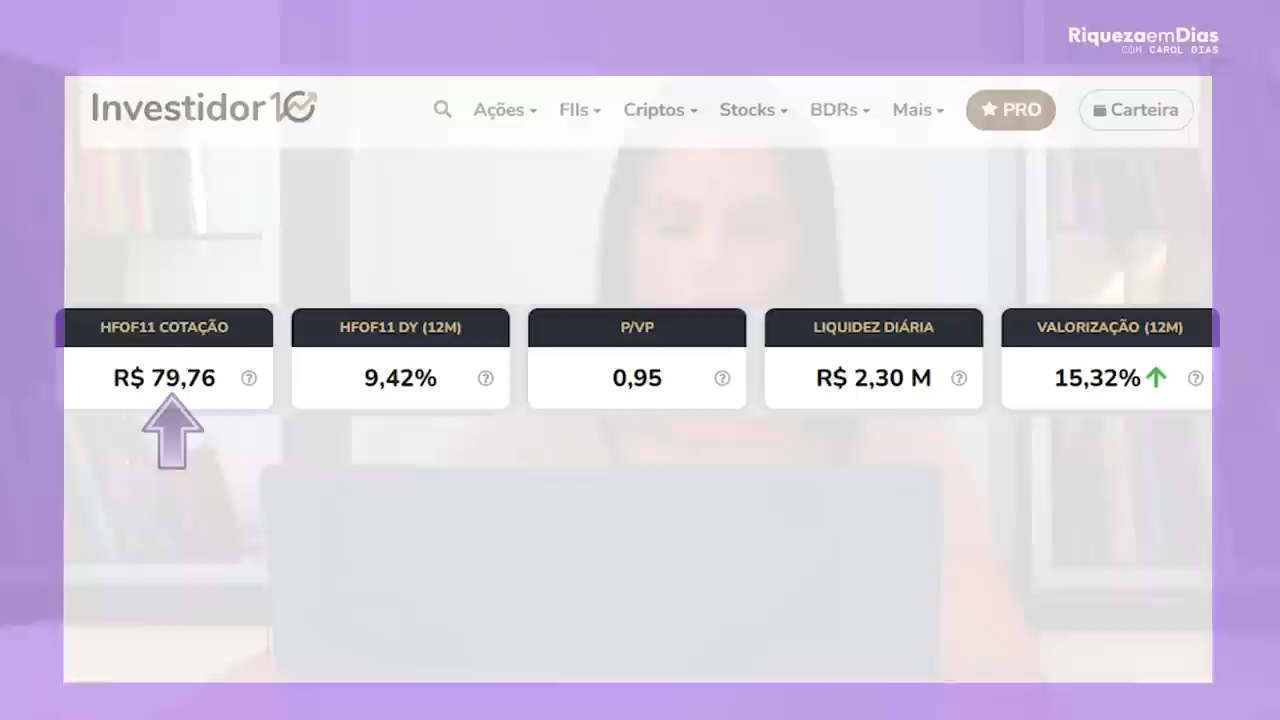 RiquezaemDias
COM CAROL DIAS
Investidor10
Ações
FIIs
Criptos
Stocks
BDRs
Mais
PRO
Carteira
HFOF11 COTAÇÃO
R$ 79,76
HFOF11 DY (12M)
9,42%
P/VP
0,95
LIQUIDEZ DIÁRIA
R$ 2,30 M
VALORIZAÇÃO (12M)
15,32%